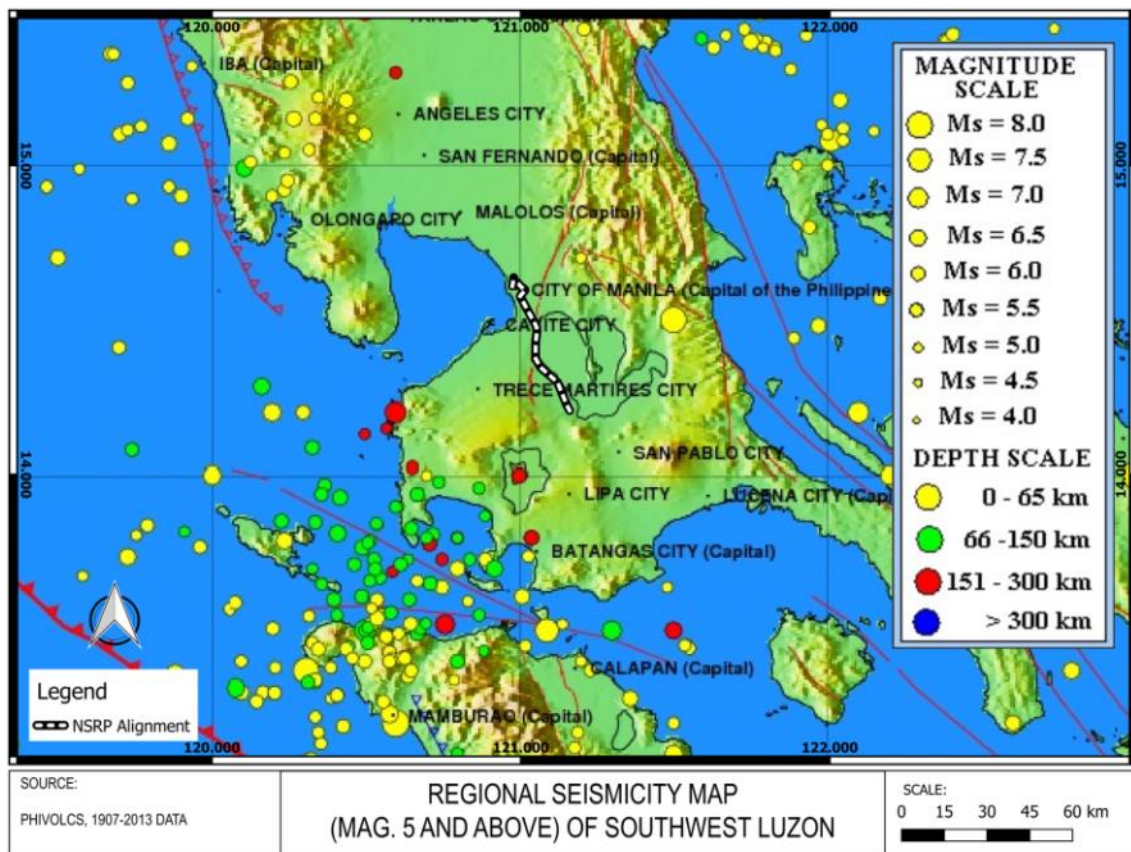 120.000
121.000
122.000
IBA (Capital)
ANGELES CITY
15.000
SAN FERNANDO (Capital)
15.000
OLONGAPO CITY
MALOLOS (Capital)
CITY OF MANILA (Capital of the Philippine
CAVITE CITY
TRECE MARTIRES CITY
14.000
SAN PABLO CITY
14.000
LIPA CITY
LUCENA CITY (Capi
BATANGAS CITY (Capital)
CALAPAN (Capital)
MAMBURAO (Capital)
120.000
121.000
122.000
MAGNITUDE
SCALE
Ms = 8.0
Ms = 7.5
Ms = 7.0
Ms = 6.5
Ms = 6.0
Ms = 5.5
Ms = 5.0
Ms = 4.5
Ms = 4.0
DEPTH SCALE
0 - 65 km
66 -150 km
151 - 300 km
> 300 km
Legend
NSRP Alignment
SOURCE:
PHIVOLCS, 1907-2013 DATA
REGIONAL SEISMICITY MAP
(MAG. 5 AND ABOVE) OF SOUTHWEST LUZON
SCALE:
0 15 30 45 60 km